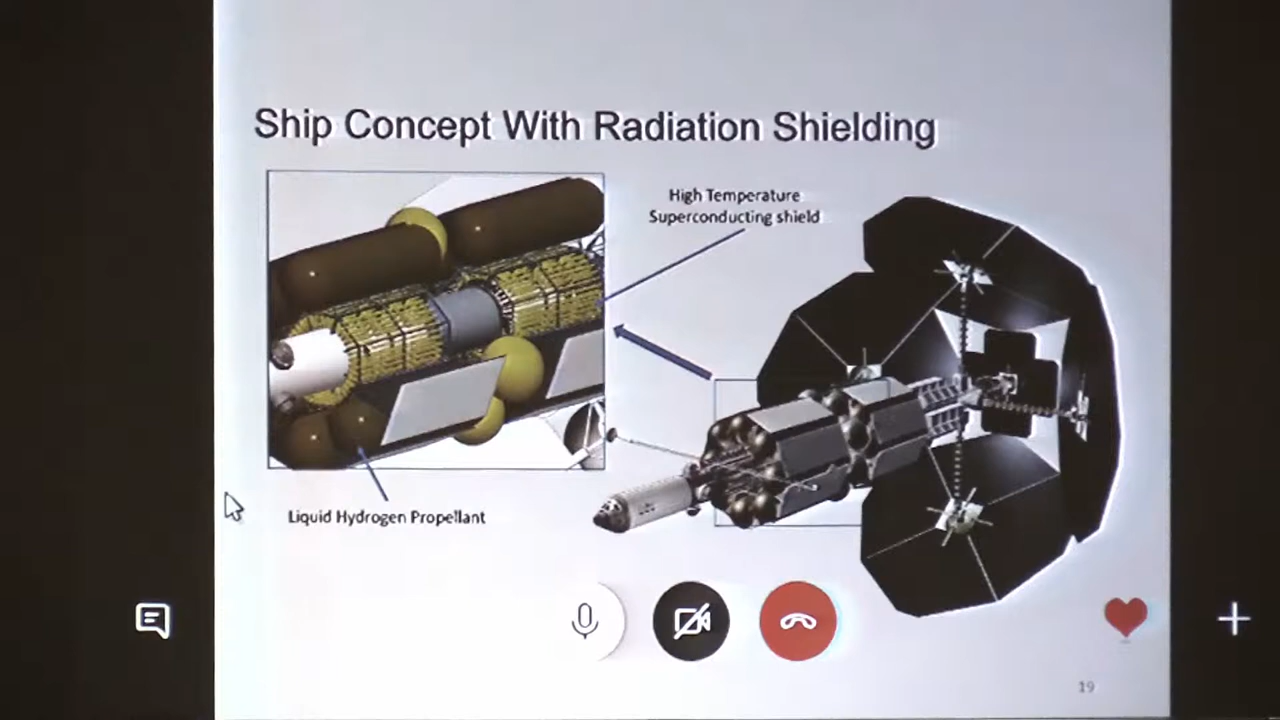 Ship Concept With Radiation Shielding
High Temperature
Superconducting shield
Liquid Hydrogen Propellant
19